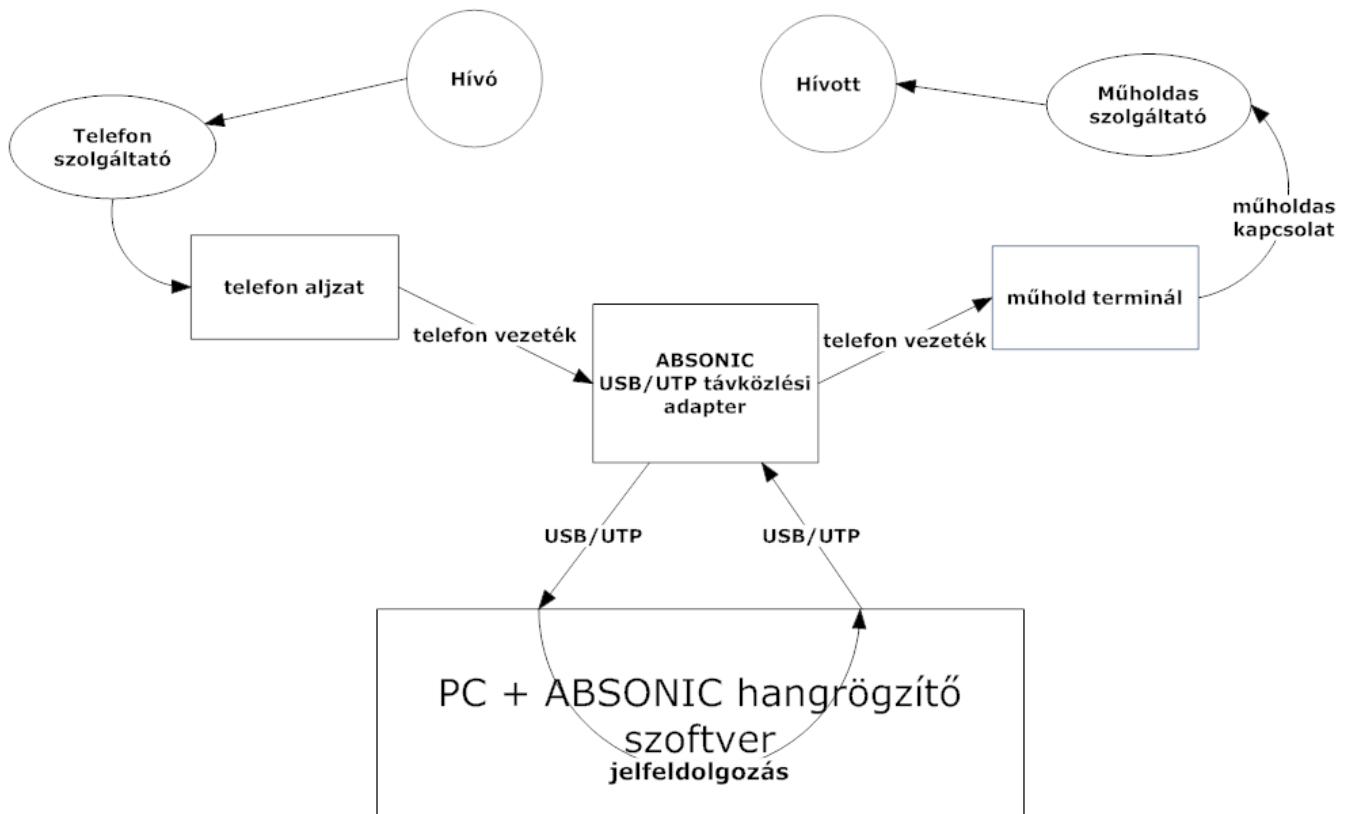 Hívó
Hívott
Műholdas
szolgáltató
Telefon
szolgáltató
műholdas
kapcsolat
telefon aljzat
műhold terminál
telefon vezeték
telefon vezeték
ABSONIC
USB/UTP távközlési
adapter
USB/UTP
USB/UTP
PC + ABSONIC hangrögzítő
szoftver
jelfeldolgozás